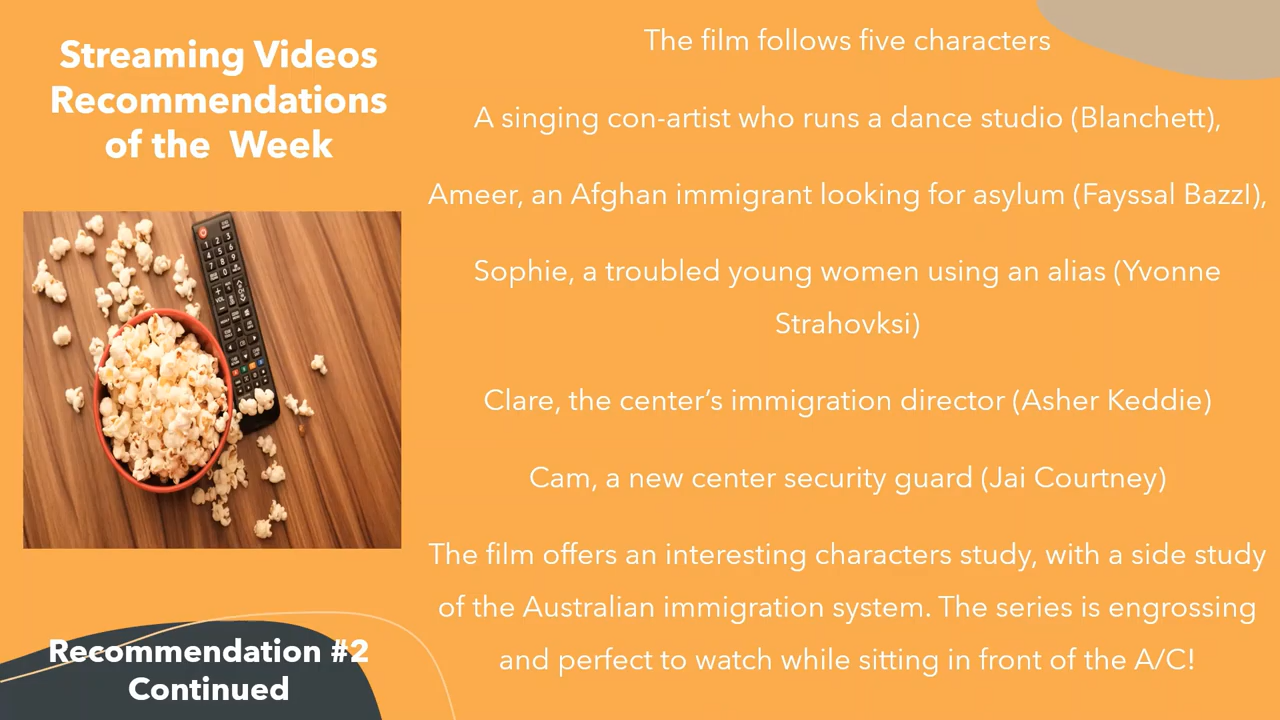 Streaming Videos
Recommendations
of the Week
The film follows five characters
A singing con-artist who runs a dance studio (Blanchett),
Ameer, an Afghan immigrant looking for asylum (Fayssal BazzI),
Sophie, a troubled young women using an alias (Yvonne
Strahovksi)
Clare, the center’s immigration director (Asher Keddie)
Cam, a new center security guard (Jai Courtney)
The film offers an interesting characters study, with a side study
of the Australian immigration system. The series is engrossing
and perfect to watch while sitting in front of the A/C!
Recommendation #2
Continued